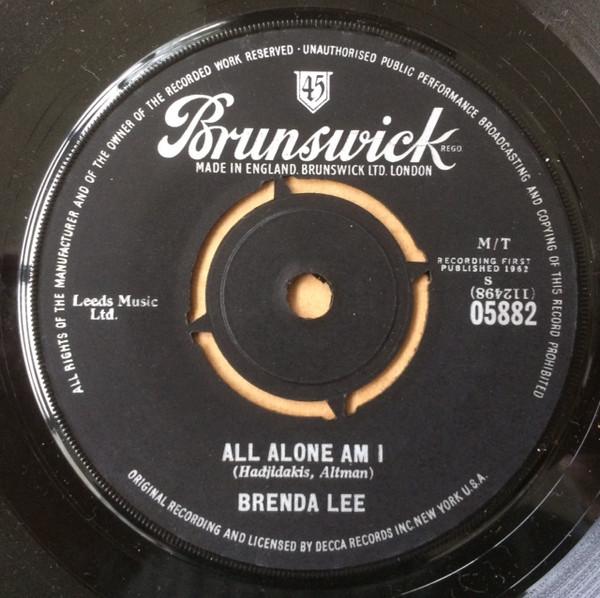 ALL RIGHTS OF THE MANUFACTURER AND OF THE OWNER OF THE RECORDED WORK RESERVED · UNAUTHORISED PUBLIC PERFORMANCE BROADCASTING AND COPYING OF THIS RECORD PROHIBITED
45
Brunswick
REGD
MADE IN ENGLAND. BRUNSWICK LTD. LONDON
M/T
RECORDING FIRST
PUBLISHED 1962
S
(112498)
05882
Leeds Music
Ltd.
ALL ALONE AM I
(Hadjidakis, Altman)
BRENDA LEE
ORIGINAL RECORDING AND LICENSED BY DECCA RECORDS INC. NEW YORK U.S.A.